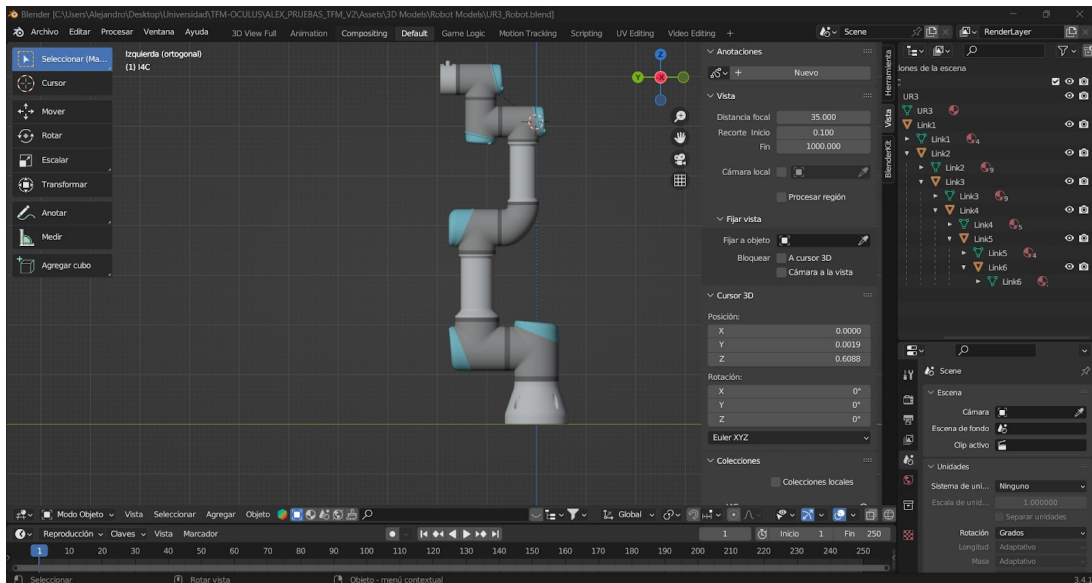 Blender [C:\Users\Alejandro\Desktop\Universidad\TFM-OCULUS\ALEX_PRUEBAS_TFM_V2\Assets\3D Models\Robot Models\UR3_Robot.blend]
Archivo Editar Procesar Ventana Ayuda 3D View Full Animation Compositing Default Game Logic Motion Tracking Scripting UV Editing Video Editing + Scene RenderLayer
Seleccionar (Ma...
Cursor
Mover
Rotar
Escalar
Transformar
Anotar
Medir
Agregar cubo
Izquierda (ortogonal)
(1) I4C
Z
Y
X
Anotaciones
Nuevo
Vista
Distancia focal 35.000
Recorte Inicio 0.100
Fin 1000.000
Cámara local
Procesar región
Fijar vista
Fijar a objeto
Bloquear A cursor 3D
Cámara a la vista
Cursor 3D
Posición:
X 0.0000
Y 0.0019
Z 0.6088
Rotación:
X 0°
Y 0°
Z 0°
Euler XYZ
Colecciones
Colecciones locales
Herramienta
Vista
BlenderKit
iones de la escena
UR3
UR3
Link1
Link1 4
Link2
Link2 9
Link3
Link3 9
Link4
Link4 5
Link5
Link5 4
Link6
Link6
Scene
Escena
Cámara
Escena de fondo
Clip activo
Unidades
Sistema de uni... Ninguno
Escala de unid... 1.000000
Separar unidades
Rotación Grados
Longitud Adaptativo
Masa Adaptativo
Modo Objeto Vista Seleccionar Agregar Objeto Global
Reproducción Claves Vista Marcador 1 Inicio 1 Fin 250
1 10 20 30 40 50 60 70 80 90 100 110 120 130 140 150 160 170 180 190 200 210 220 230 240 250
Seleccionar Rotar vista Objeto - menú contextual 3.4